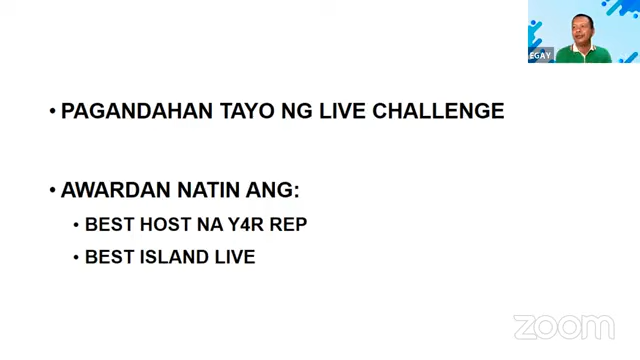 EGAY
• PAGANDAHAN TAYO NG LIVE CHALLENGE
• AWARDAN NATIN ANG:
• BEST HOST NA Y4R REP
• BEST ISLAND LIVE
zoom